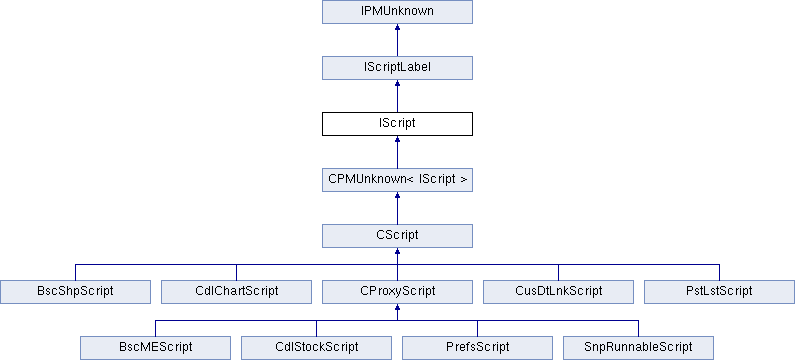 IPMUnknown
IScriptLabel
IScript
CPMUnknown< IScript >
CScript
BscShpScript CdlChartScript CProxyScript CusDtLnkScript PstLstScript
BscMEScript CdlStockScript PrefsScript SnpRunnableScript